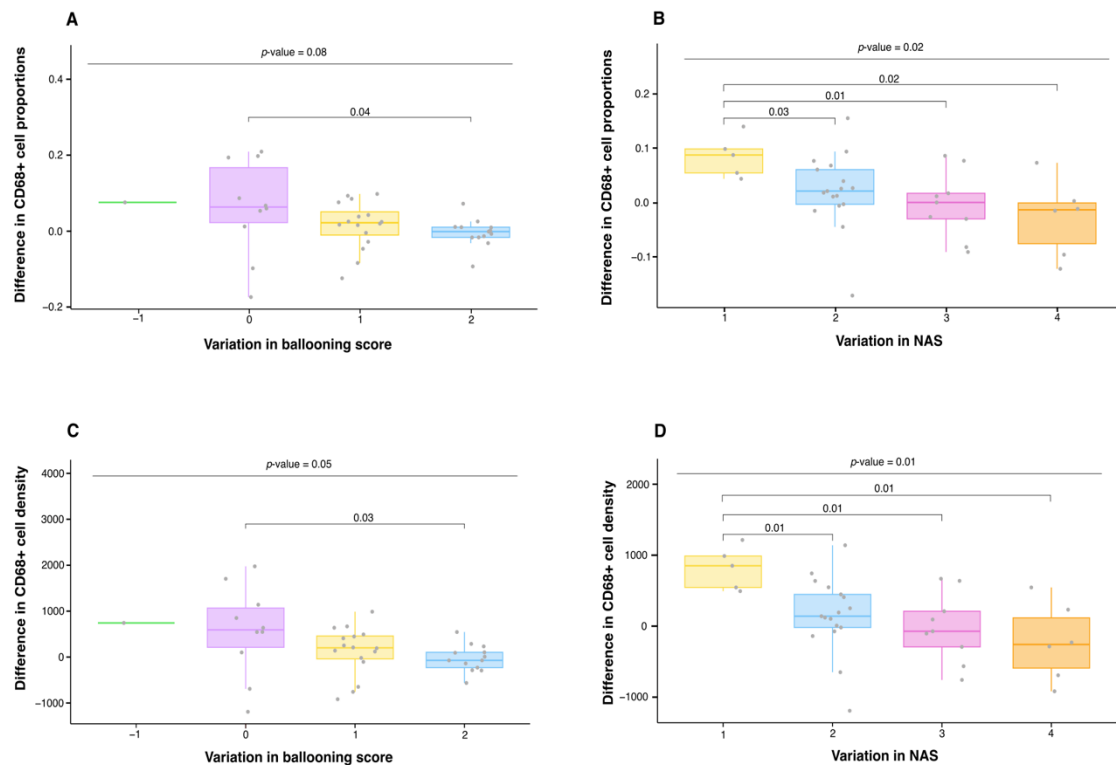 A
p-value = 0.08
0.04
Difference in CD68+ cell proportions
0.4
0.2
0.0
−0.2
−1
0
1
2
Variation in ballooning score
B
p-value = 0.02
0.02
0.01
0.03
Difference in CD68+ cell proportions
0.2
0.1
0.0
−0.1
1
2
3
4
Variation in NAS
C
p-value = 0.05
0.03
Difference in CD68+ cell density
4000
3000
2000
1000
0
−1000
−1
0
1
2
Variation in ballooning score
D
p-value = 0.01
0.01
0.01
0.01
Difference in CD68+ cell density
2000
1000
0
−1000
1
2
3
4
Variation in NAS